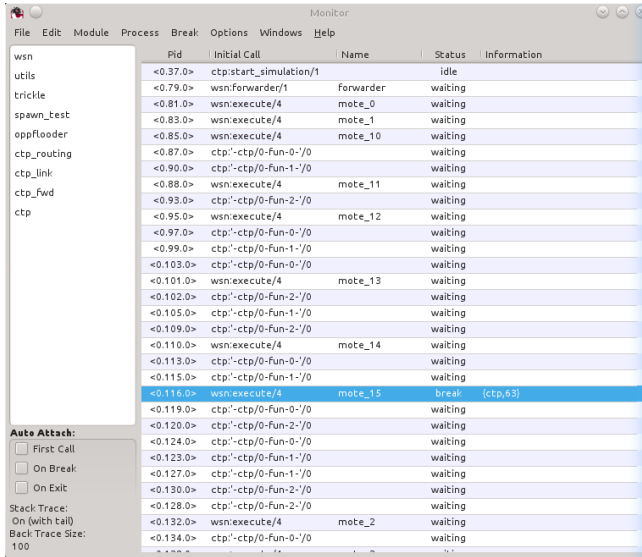 Monitor
File Edit Module Process Break Options Windows Help
wsn
utils
trickle
spawn_test
oppflooder
ctp_routing
ctp_link
ctp_fwd
ctp
Auto Attach:
First Call
On Break
On Exit
Stack Trace:
On (with tail)
Back Trace Size:
100
Pid Initial Call Name Status Information
<0.37.0> ctp:start_simulation/1 idle
<0.79.0> wsn:forwarder/1 forwarder waiting
<0.81.0> wsn:execute/4 mote_0 waiting
<0.83.0> wsn:execute/4 mote_1 waiting
<0.85.0> wsn:execute/4 mote_10 waiting
<0.87.0> ctp:'-ctp/0-fun-0-'/0 waiting
<0.90.0> ctp:'-ctp/0-fun-1-'/0 waiting
<0.88.0> wsn:execute/4 mote_11 waiting
<0.93.0> ctp:'-ctp/0-fun-2-'/0 waiting
<0.95.0> wsn:execute/4 mote_12 waiting
<0.97.0> ctp:'-ctp/0-fun-0-'/0 waiting
<0.99.0> ctp:'-ctp/0-fun-1-'/0 waiting
<0.103.0> ctp:'-ctp/0-fun-0-'/0 waiting
<0.101.0> wsn:execute/4 mote_13 waiting
<0.102.0> ctp:'-ctp/0-fun-2-'/0 waiting
<0.105.0> ctp:'-ctp/0-fun-1-'/0 waiting
<0.109.0> ctp:'-ctp/0-fun-2-'/0 waiting
<0.110.0> wsn:execute/4 mote_14 waiting
<0.113.0> ctp:'-ctp/0-fun-0-'/0 waiting
<0.115.0> ctp:'-ctp/0-fun-1-'/0 waiting
<0.116.0> wsn:execute/4 mote_15 break {ctp,63}
<0.119.0> ctp:'-ctp/0-fun-0-'/0 waiting
<0.120.0> ctp:'-ctp/0-fun-2-'/0 waiting
<0.124.0> ctp:'-ctp/0-fun-0-'/0 waiting
<0.123.0> ctp:'-ctp/0-fun-1-'/0 waiting
<0.127.0> ctp:'-ctp/0-fun-1-'/0 waiting
<0.130.0> ctp:'-ctp/0-fun-2-'/0 waiting
<0.128.0> ctp:'-ctp/0-fun-2-'/0 waiting
<0.132.0> wsn:execute/4 mote_2 waiting
<0.134.0> ctp:'-ctp/0-fun-0-'/0 waiting